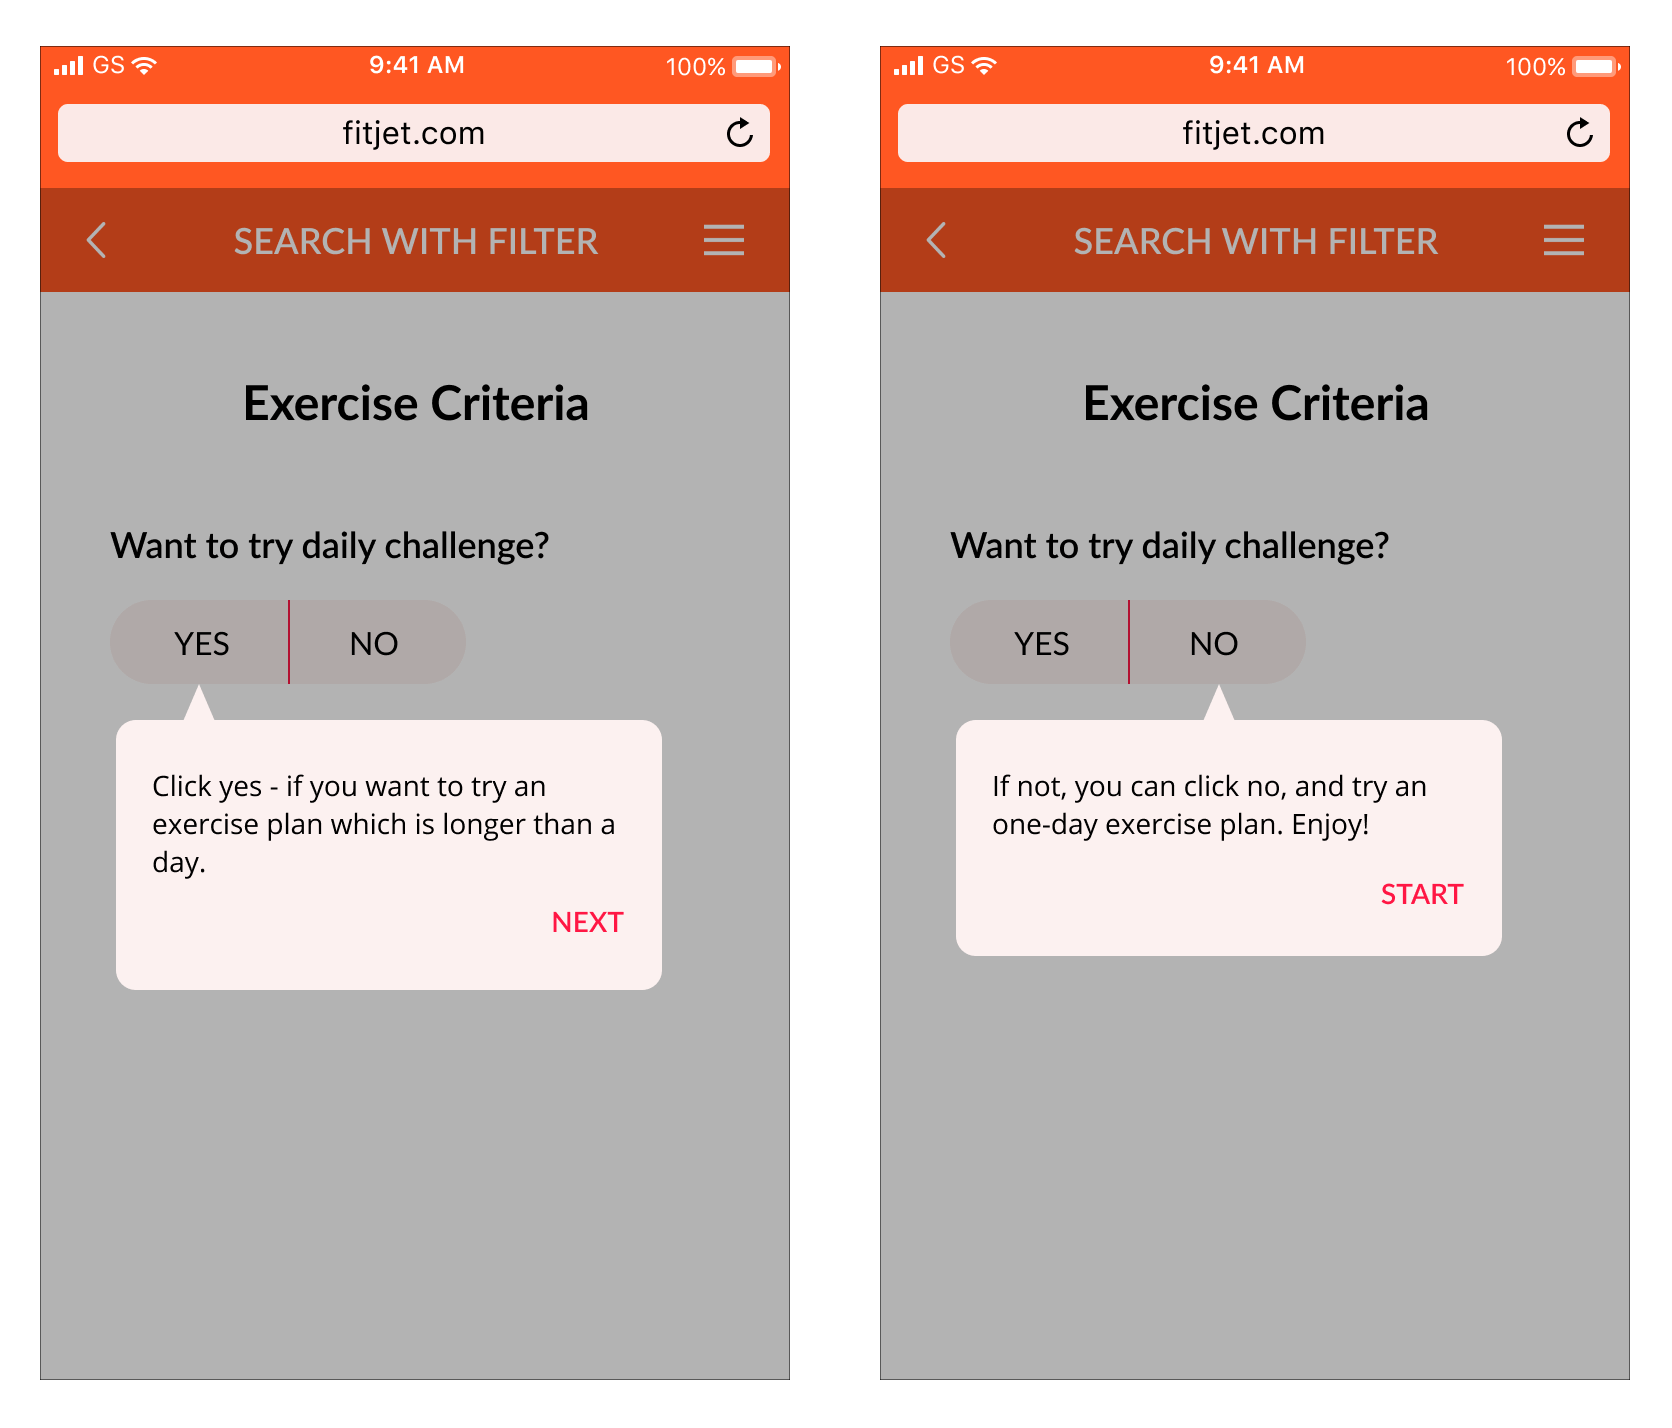 GS 9:41 AM 100%
fitjet.com
SEARCH WITH FILTER
Exercise Criteria
Want to try daily challenge?
YES NO
Click yes - if you want to try an
exercise plan which is longer than a
day.
NEXT
GS 9:41 AM 100%
fitjet.com
SEARCH WITH FILTER
Exercise Criteria
Want to try daily challenge?
YES NO
If not, you can click no, and try an
one-day exercise plan. Enjoy!
START